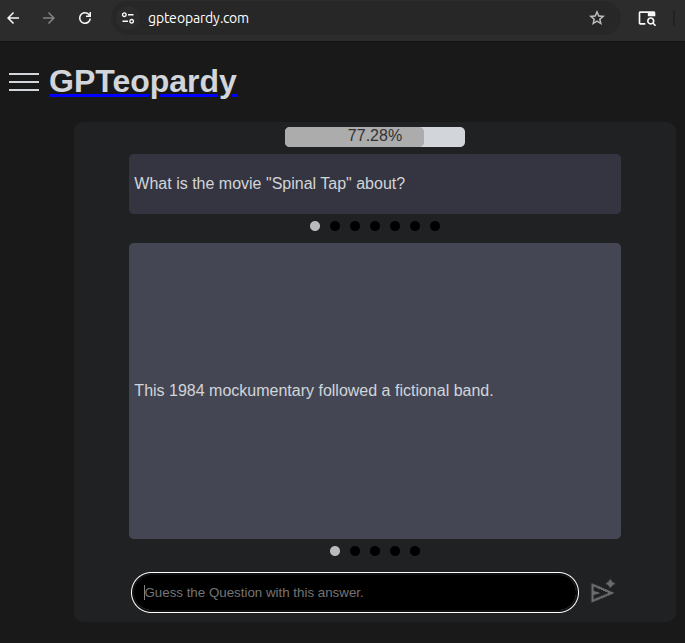 gpteopardy.com
GPTeopardy
77.28%
What is the movie "Spinal Tap" about?
This 1984 mockumentary followed a fictional band.
Guess the Question with this answer.